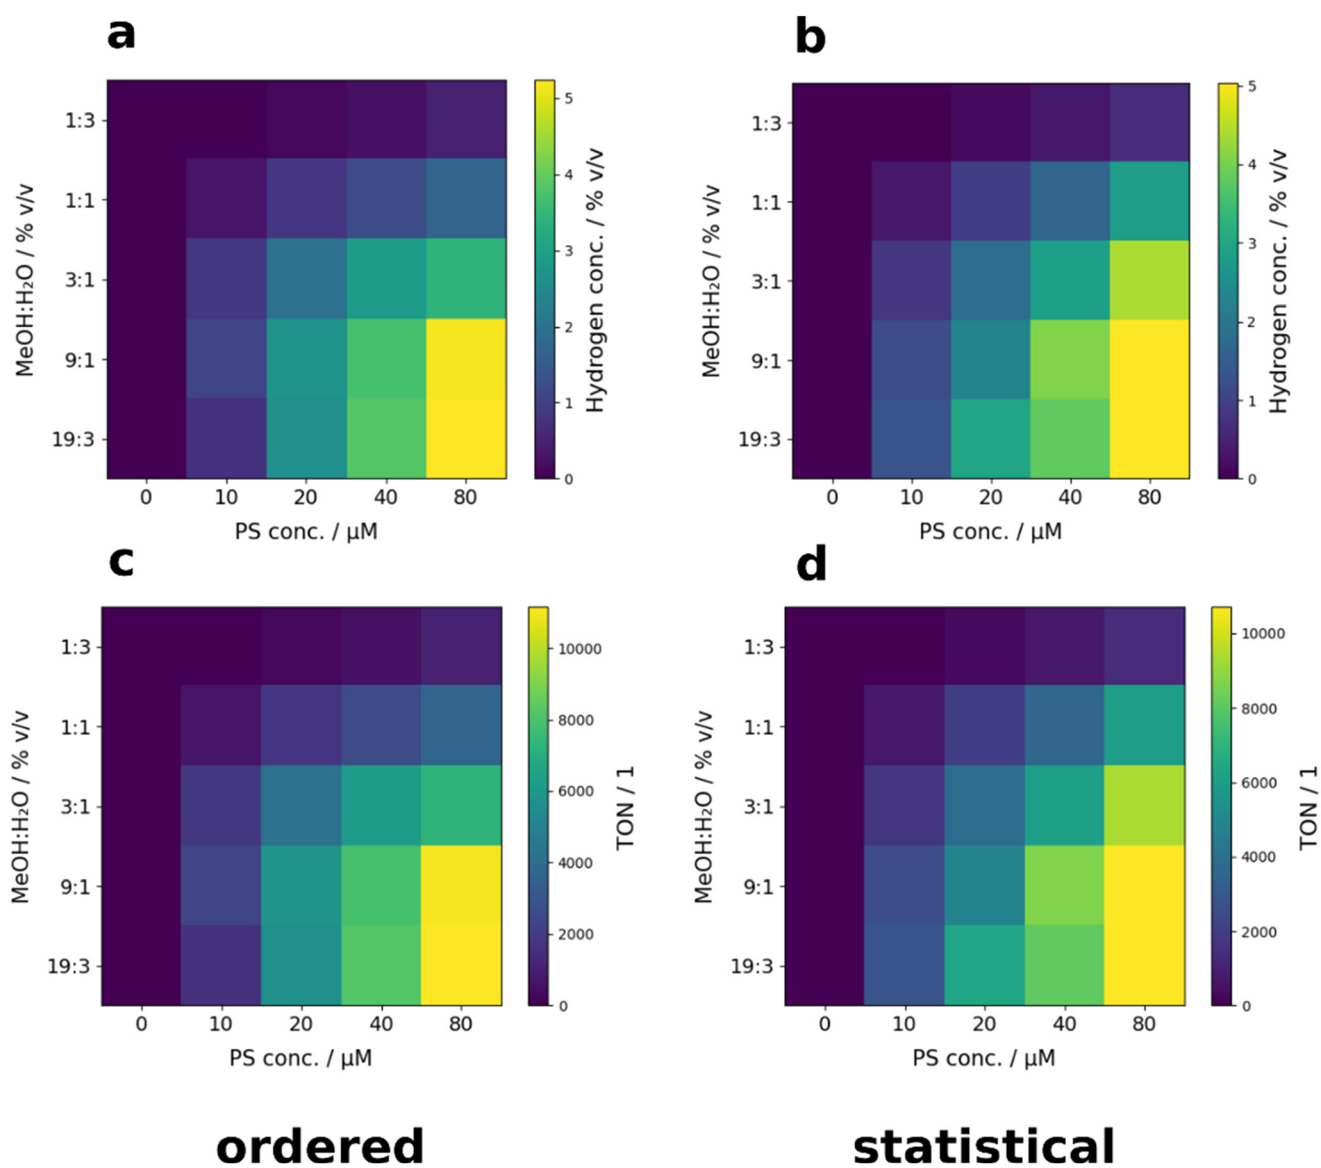 a
1:3
1:1
3:1
9:1
19:3
MeOH:H₂O / % v/v
0 10 20 40 80
PS conc. / µM
5
4
3
2
1
0
Hydrogen conc. / % v/v
b
1:3
1:1
3:1
9:1
19:3
MeOH:H₂O / % v/v
0 10 20 40 80
PS conc. / µM
5
4
3
2
1
0
Hydrogen conc. / % v/v
c
1:3
1:1
3:1
9:1
19:3
MeOH:H₂O / % v/v
0 10 20 40 80
PS conc. / µM
10000
8000
6000
4000
2000
0
TON / 1
d
1:3
1:1
3:1
9:1
19:3
MeOH:H₂O / % v/v
0 10 20 40 80
PS conc. / µM
10000
8000
6000
4000
2000
0
TON / 1
ordered
statistical